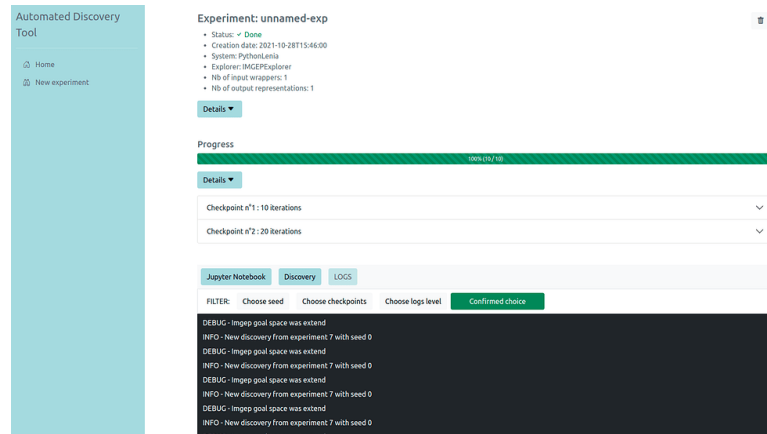 Automated Discovery
Tool
Home
New experiment
Experiment: unnamed-exp
Status: ✓ Done
Creation date: 2021-10-28T15:46:00
System: PythonLenia
Explorer: IMGEPExplorer
Nb of input wrappers: 1
Nb of output representations: 1
Details
Progress
100% (10 / 10)
Details
Checkpoint n°1 : 10 iterations
Checkpoint n°2 : 20 iterations
Jupyter Notebook Discovery LOGS
FILTER: Choose seed Choose checkpoints Choose logs level Confirmed choice
DEBUG - Imgep goal space was extend
INFO - New discovery from experiment 7 with seed 0
DEBUG - Imgep goal space was extend
INFO - New discovery from experiment 7 with seed 0
DEBUG - Imgep goal space was extend
INFO - New discovery from experiment 7 with seed 0
DEBUG - Imgep goal space was extend
INFO - New discovery from experiment 7 with seed 0